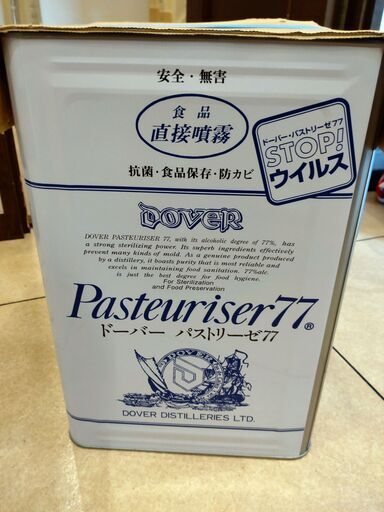 安全・無害
食品
直接噴霧
ドーバー・パストリーゼ77
STOP!
ウイルス
抗菌・食品保存・防カビ
DOVER
DOVER PASTEURISER 77, with its alcoholic degree of 77%, has
a strong sterilizing power. Its superb ingredients effectively
prevent many kinds of mold. As a genuine product produced
by a distillery, it boasts purity that is most reliable and
excels in maintaining food sanitation. 77%ale.
is just the best degree for food hygiene.
For Sterilization
and Food Preservation
Pasteuriser77®
ドーバー パストリーゼ77
DOVER DISTILLERIES LTD.